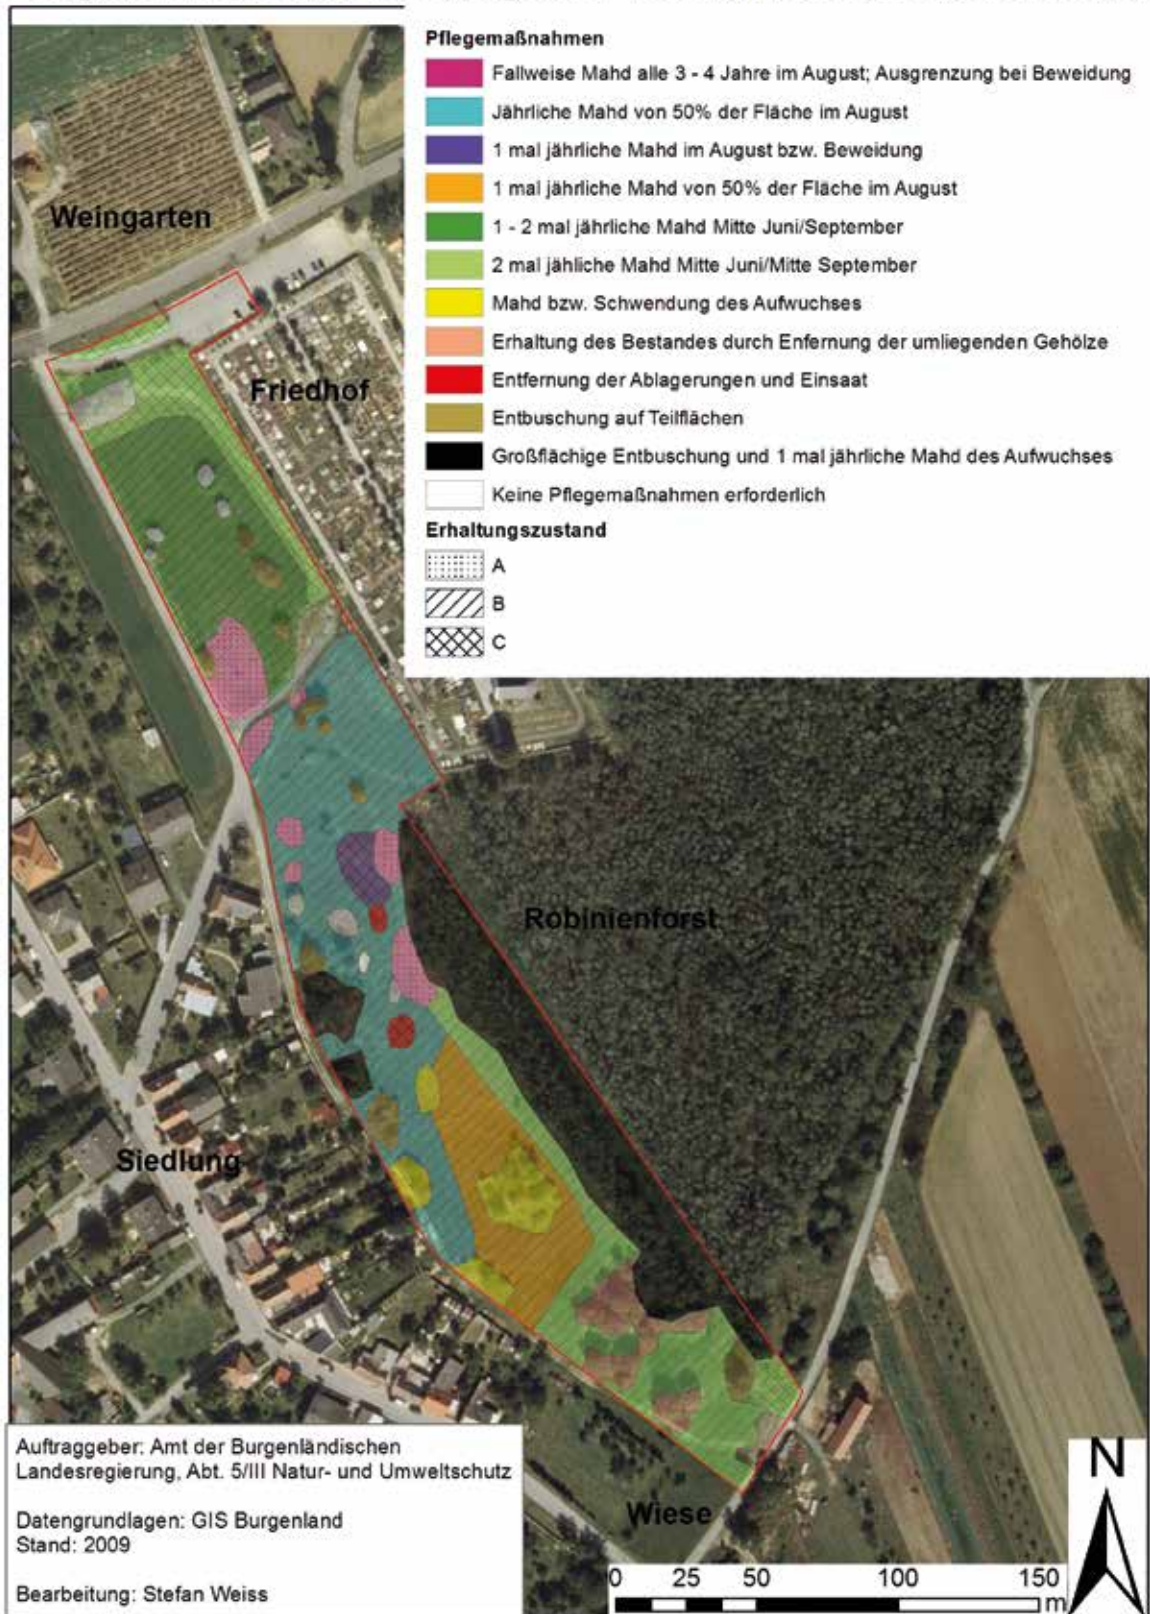 Pflegemaßnahmen
Fallweise Mahd alle 3 - 4 Jahre im August; Ausgrenzung bei Beweidung
Jährliche Mahd von 50% der Fläche im August
1 mal jährliche Mahd im August bzw. Beweidung
1 mal jährliche Mahd von 50% der Fläche im August
1 - 2 mal jährliche Mahd Mitte Juni/September
2 mal jähliche Mahd Mitte Juni/Mitte September
Mahd bzw. Schwendung des Aufwuchses
Erhaltung des Bestandes durch Enfernung der umliegenden Gehölze
Entfernung der Ablagerungen und Einsaat
Entbuschung auf Teilflächen
Großflächige Entbuschung und 1 mal jährliche Mahd des Aufwuchses
Keine Pflegemaßnahmen erforderlich
Erhaltungszustand
A
B
C
Weingarten
Friedhof
Robinienforst
Siedlung
Wiese
Auftraggeber: Amt der Burgenländischen
Landesregierung, Abt. 5/III Natur- und Umweltschutz
Datengrundlagen: GIS Burgenland
Stand: 2009
Bearbeitung: Stefan Weiss
N
0 25 50 100 150
m